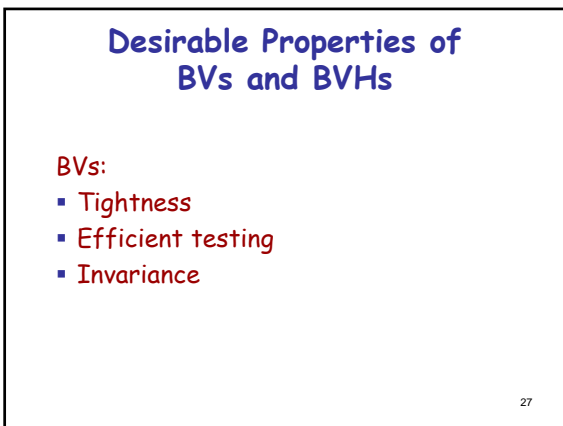 Desirable Properties of
BVs and BVHs
BVs:
▪ Tightness
▪ Efficient testing
▪ Invariance
27